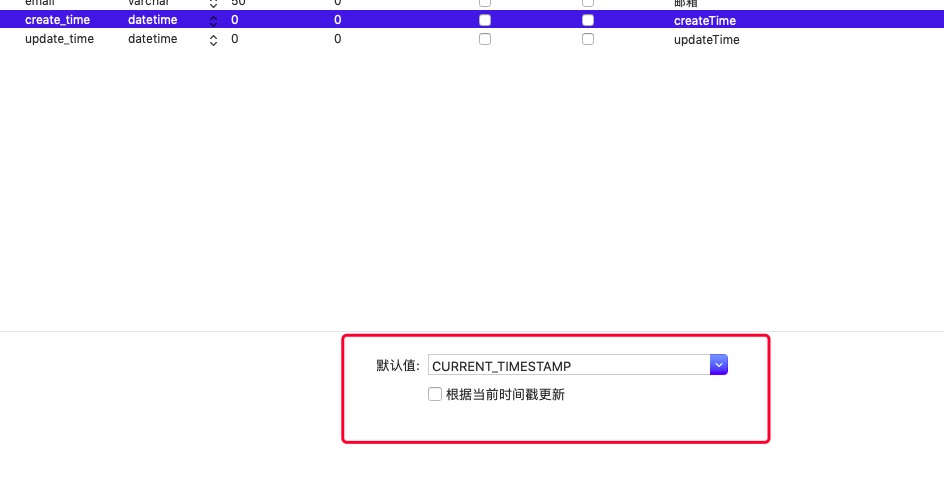 email varchar 50 0 邮箱
create_time datetime 0 0 createTime
update_time datetime 0 0 updateTime
默认值: CURRENT_TIMESTAMP
根据当前时间戳更新